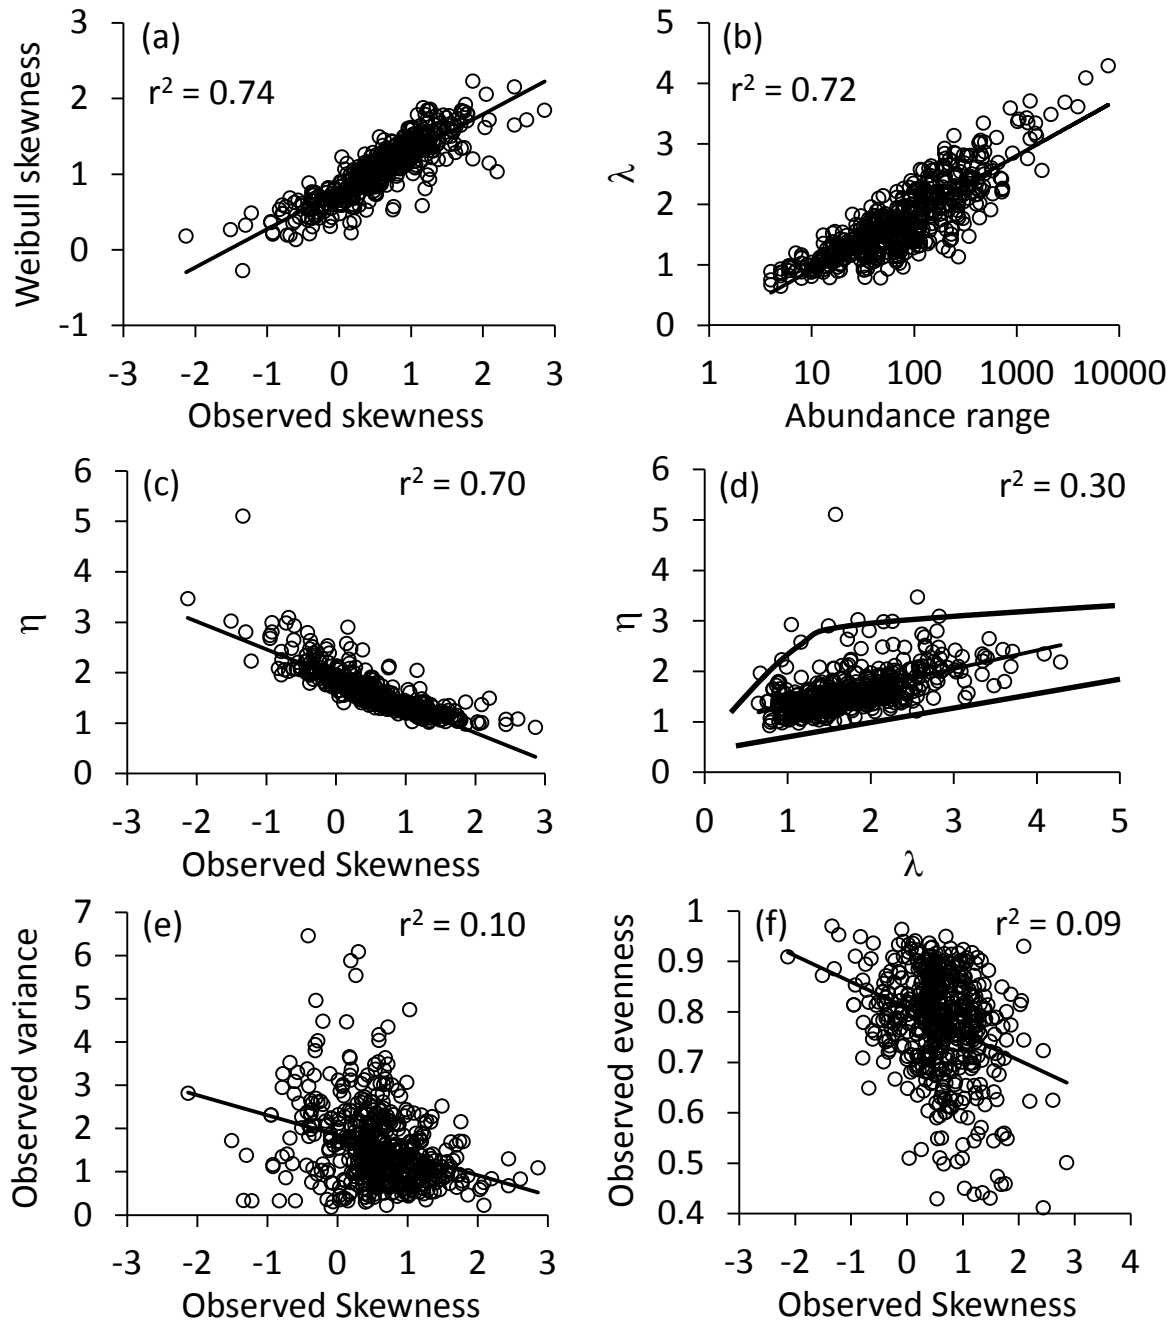 (a)
r² = 0.74
Weibull skewness
3
2
1
0
-1
-3 -2 -1 0 1 2 3
Observed skewness
(b)
r² = 0.72
λ
5
4
3
2
1
0
1 10 100 1000 10000
Abundance range
(c)
r² = 0.70
η
6
5
4
3
2
1
0
-3 -2 -1 0 1 2 3
Observed Skewness
(d)
r² = 0.30
η
6
5
4
3
2
1
0
0 1 2 3 4 5
λ
(e)
r² = 0.10
Observed variance
7
6
5
4
3
2
1
0
-3 -2 -1 0 1 2 3
Observed Skewness
(f)
r² = 0.09
Observed evenness
1
0.9
0.8
0.7
0.6
0.5
0.4
-3 -2 -1 0 1 2 3 4
Observed Skewness